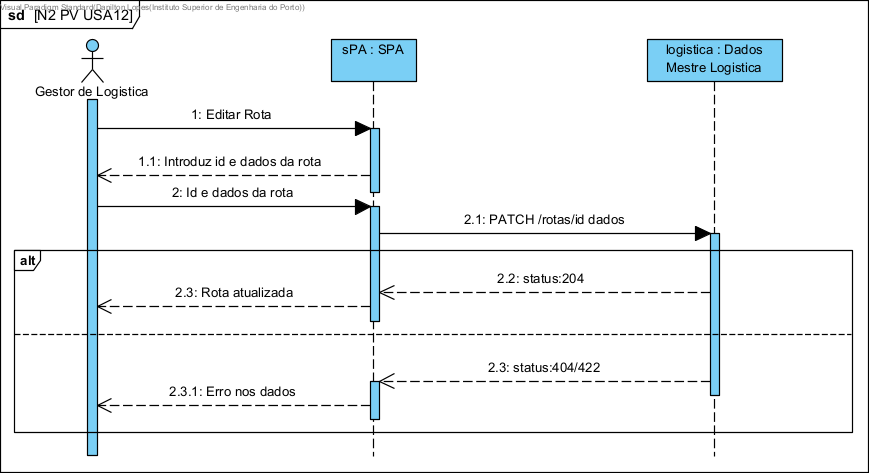 Visual Paradigm Standard(Danilton Lopes(Instituto Superior de Engenharia do Porto))
sd [N2 PV USA12]
sPA : SPA
logistica : Dados
Mestre Logistica
Gestor de Logistica
1: Editar Rota
1.1: Introduz id e dados da rota
2: Id e dados da rota
2.1: PATCH /rotas/id dados
alt
2.2: status:204
2.3: Rota atualizada
2.3: status:404/422
2.3.1: Erro nos dados